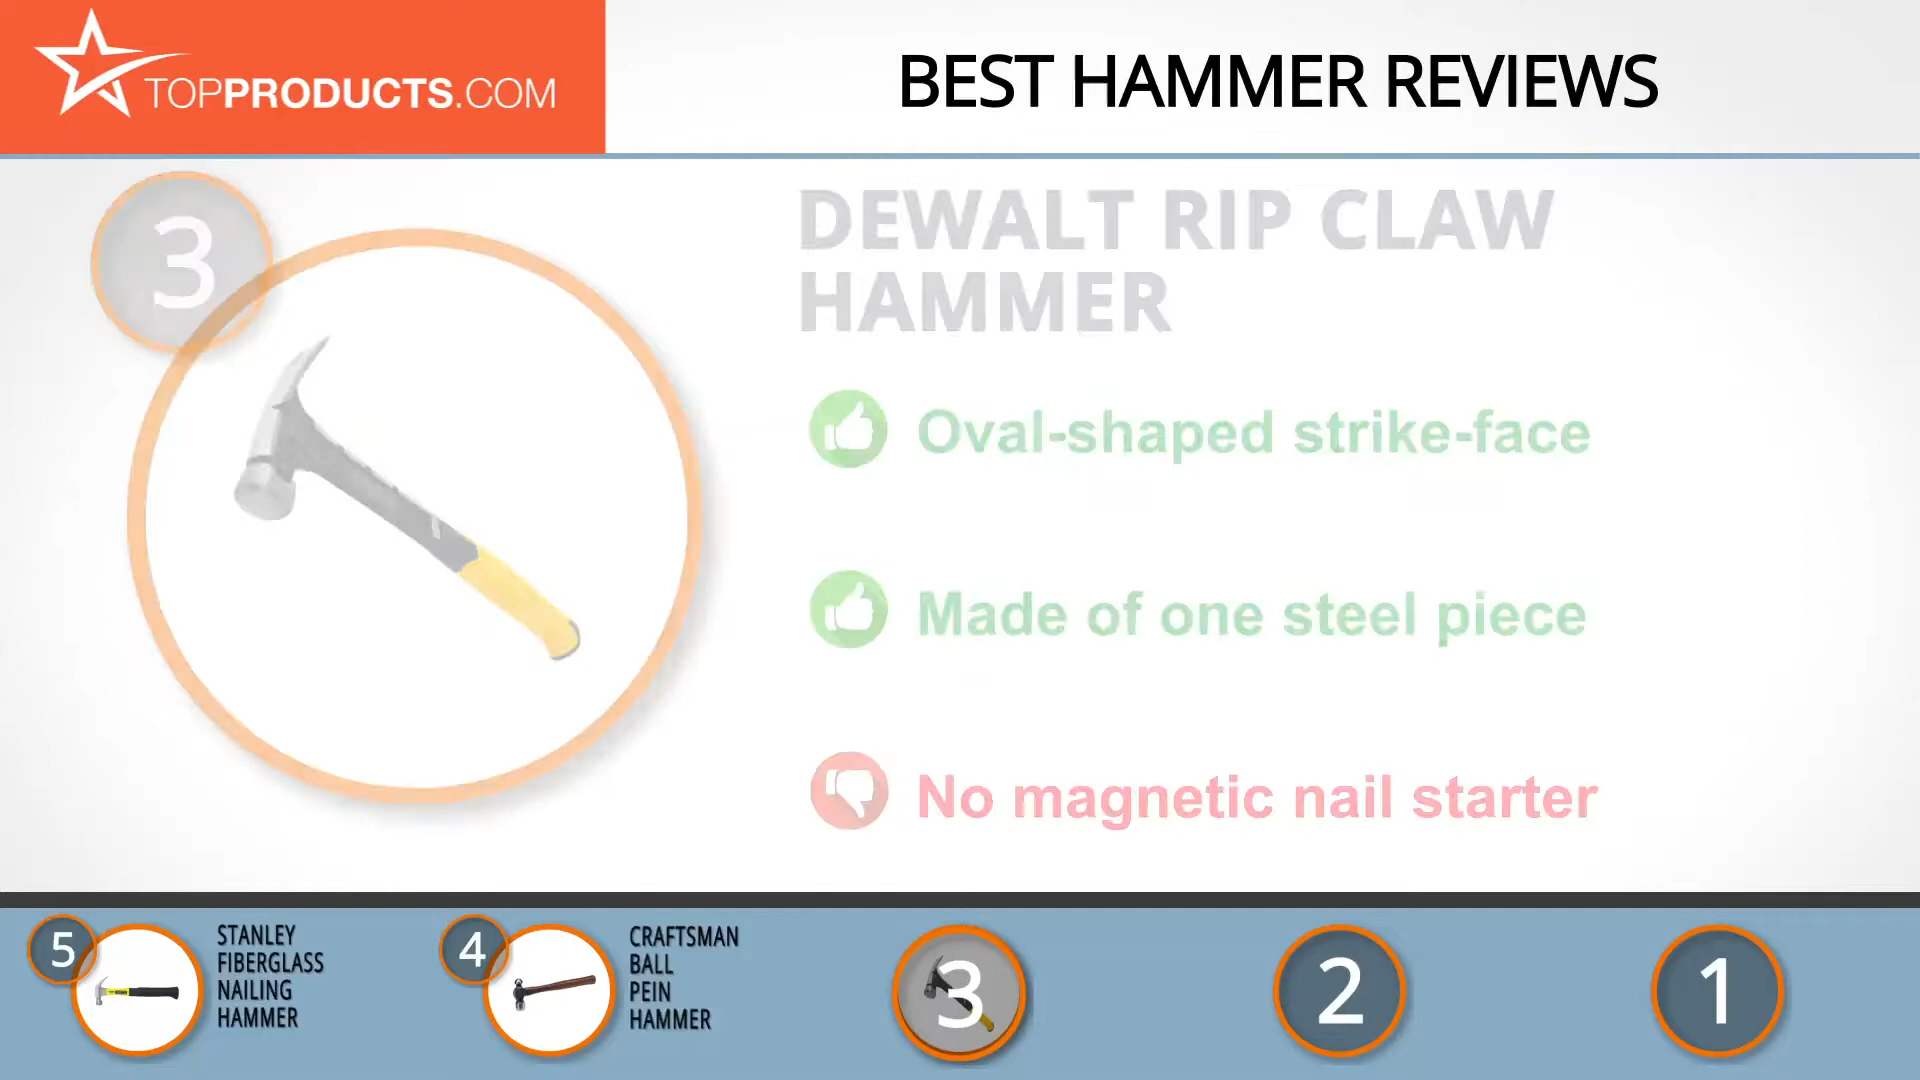 TOPPRODUCTS.COM
BEST HAMMER REVIEWS
3
DEWALT RIP CLAW
HAMMER
Oval-shaped strike-face
Made of one steel piece
No magnetic nail starter
5
STANLEY
FIBERGLASS
NAILING
HAMMER
4
CRAFTSMAN
BALL
PEIN
HAMMER
3
2
1